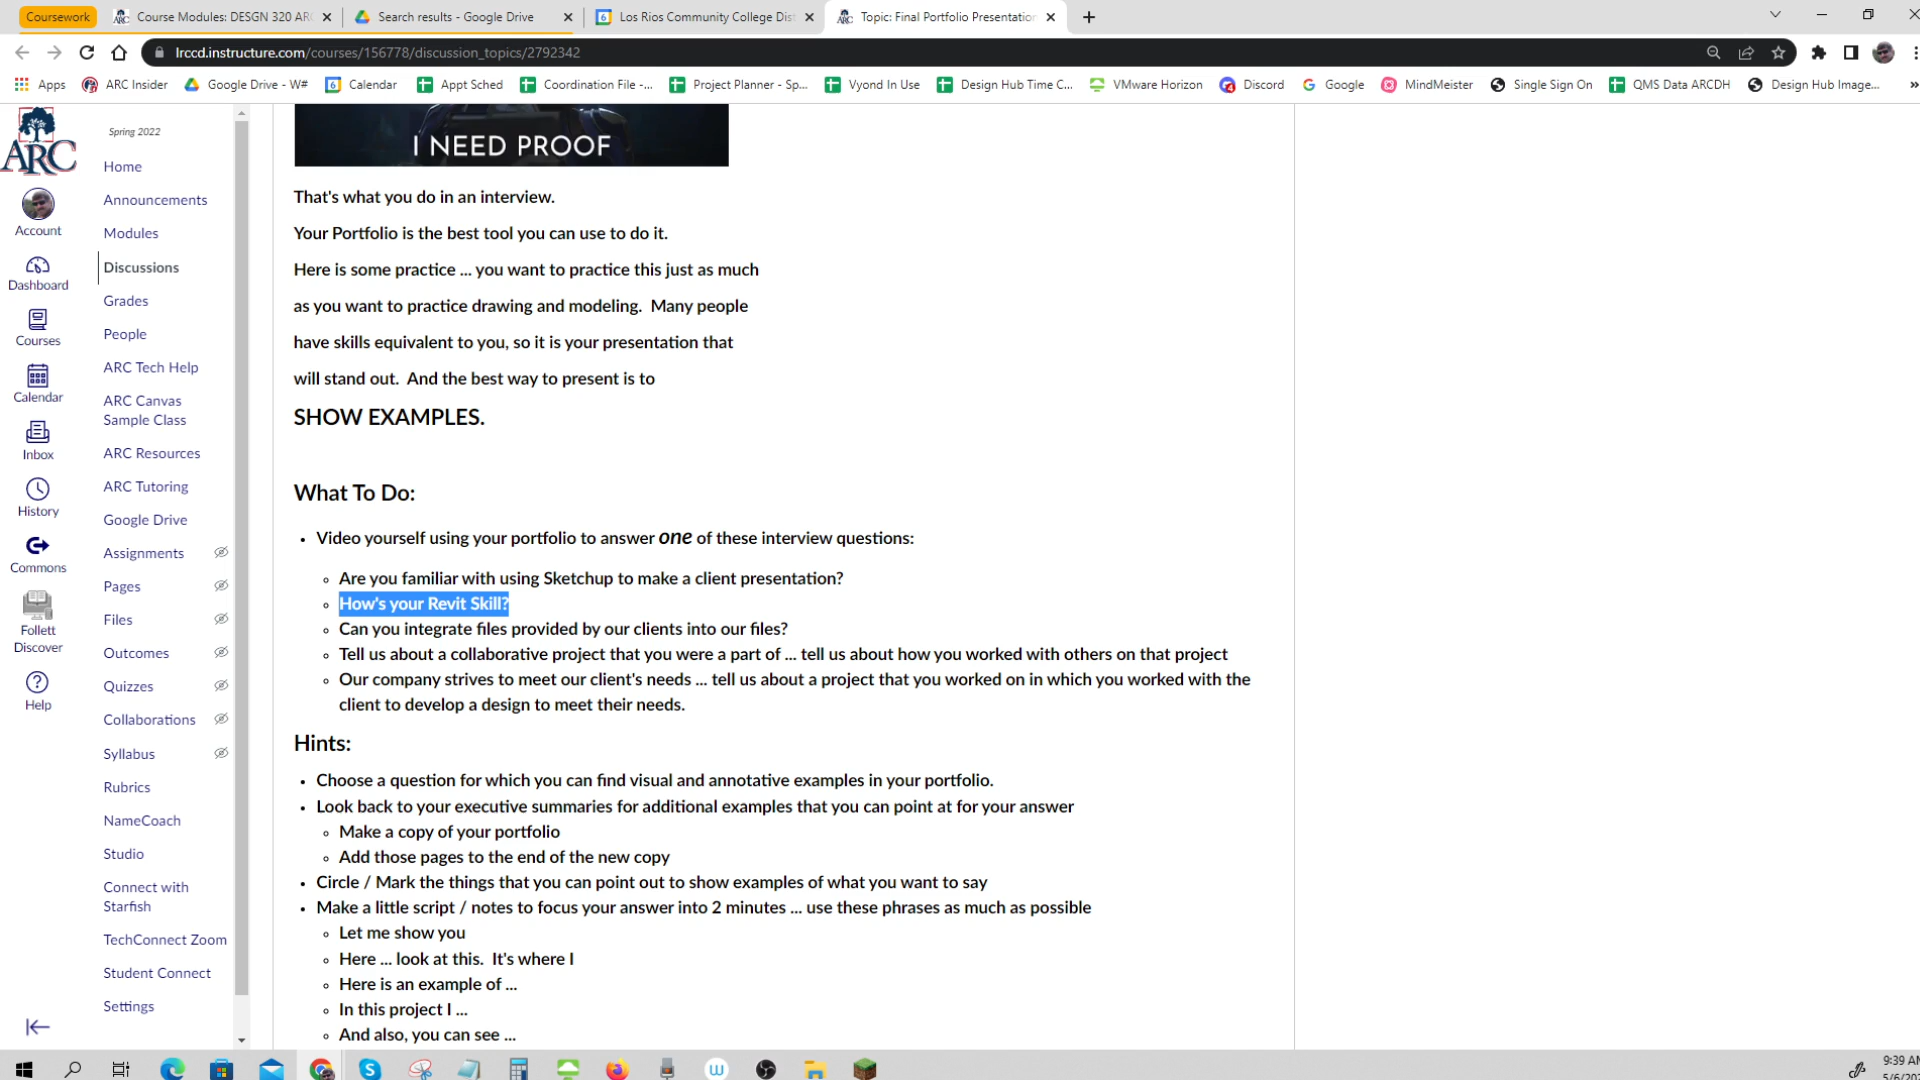 Coursework
Course Modules: DESGN 320 AR
Search results - Google Drive
Los Rios Community College Dis
Topic: Final Portfolio Presentation
lrccd.instructure.com/courses/156778/discussion_topics/2792342
Apps
ARC Insider
Google Drive - W#
Calendar
Appt Sched
Coordination File -...
Project Planner - Sp...
Vyond In Use
Design Hub Time C...
VMware Horizon
Discord
Google
MindMeister
Single Sign On
QMS Data ARCDH
Design Hub Image...
ARC
Account
Dashboard
Courses
Calendar
Inbox
History
Commons
Follett
Discover
Help
Spring 2022
Home
Announcements
Modules
Discussions
Grades
People
ARC Tech Help
ARC Canvas
Sample Class
ARC Resources
ARC Tutoring
Google Drive
Assignments
Pages
Files
Outcomes
Quizzes
Collaborations
Syllabus
Rubrics
NameCoach
Studio
Connect with
Starfish
TechConnect Zoom
Student Connect
Settings
I NEED PROOF
That's what you do in an interview.
Your Portfolio is the best tool you can use to do it.
Here is some practice ... you want to practice this just as much
as you want to practice drawing and modeling.  Many people
have skills equivalent to you, so it is your presentation that
will stand out.  And the best way to present is to
SHOW EXAMPLES.
What To Do:
Video yourself using your portfolio to answer one of these interview questions:
Are you familiar with using Sketchup to make a client presentation?
How's your Revit Skill?
Can you integrate files provided by our clients into our files?
Tell us about a collaborative project that you were a part of ... tell us about how you worked with others on that project
Our company strives to meet our client's needs ... tell us about a project that you worked on in which you worked with the
client to develop a design to meet their needs.
Hints:
Choose a question for which you can find visual and annotative examples in your portfolio.
Look back to your executive summaries for additional examples that you can point at for your answer
Make a copy of your portfolio
Add those pages to the end of the new copy
Circle / Mark the things that you can point out to show examples of what you want to say
Make a little script / notes to focus your answer into 2 minutes ... use these phrases as much as possible
Let me show you
Here ... look at this.  It's where I
Here is an example of ...
In this project I ...
And also, you can see ...
9:39 AM
5/6/202